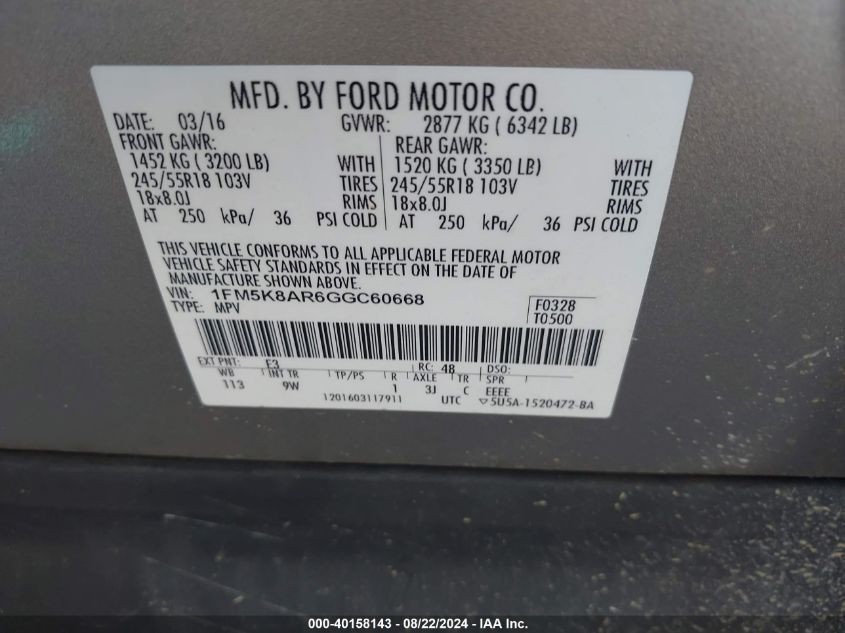 MFD. BY FORD MOTOR CO.
DATE: 03/16 GVWR: 2877 KG ( 6342 LB)
FRONT GAWR: REAR GAWR:
1452 KG ( 3200 LB) WITH 1520 KG ( 3350 LB) WITH
245/55R18 103V TIRES 245/55R18 103V TIRES
18x8.0J RIMS 18x8.0J RIMS
AT 250 kPa/ 36 PSI COLD AT 250 kPa/ 36 PSI COLD
THIS VEHICLE CONFORMS TO ALL APPLICABLE FEDERAL MOTOR
VEHICLE SAFETY STANDARDS IN EFFECT ON THE DATE OF
MANUFACTURE SHOWN ABOVE.
VIN: 1FM5K8AR6GGC60668 F0328
TYPE: MPV T0500
EXT PNT: E3 RC: 48 DSO:
WB INT TR TP/PS R AXLE TR SPR
113 9W 1 3J C EEEE
1201603117911 UTC ▽5U5A-1520472-BA
000-40158143 - 08/22/2024 - IAA Inc.